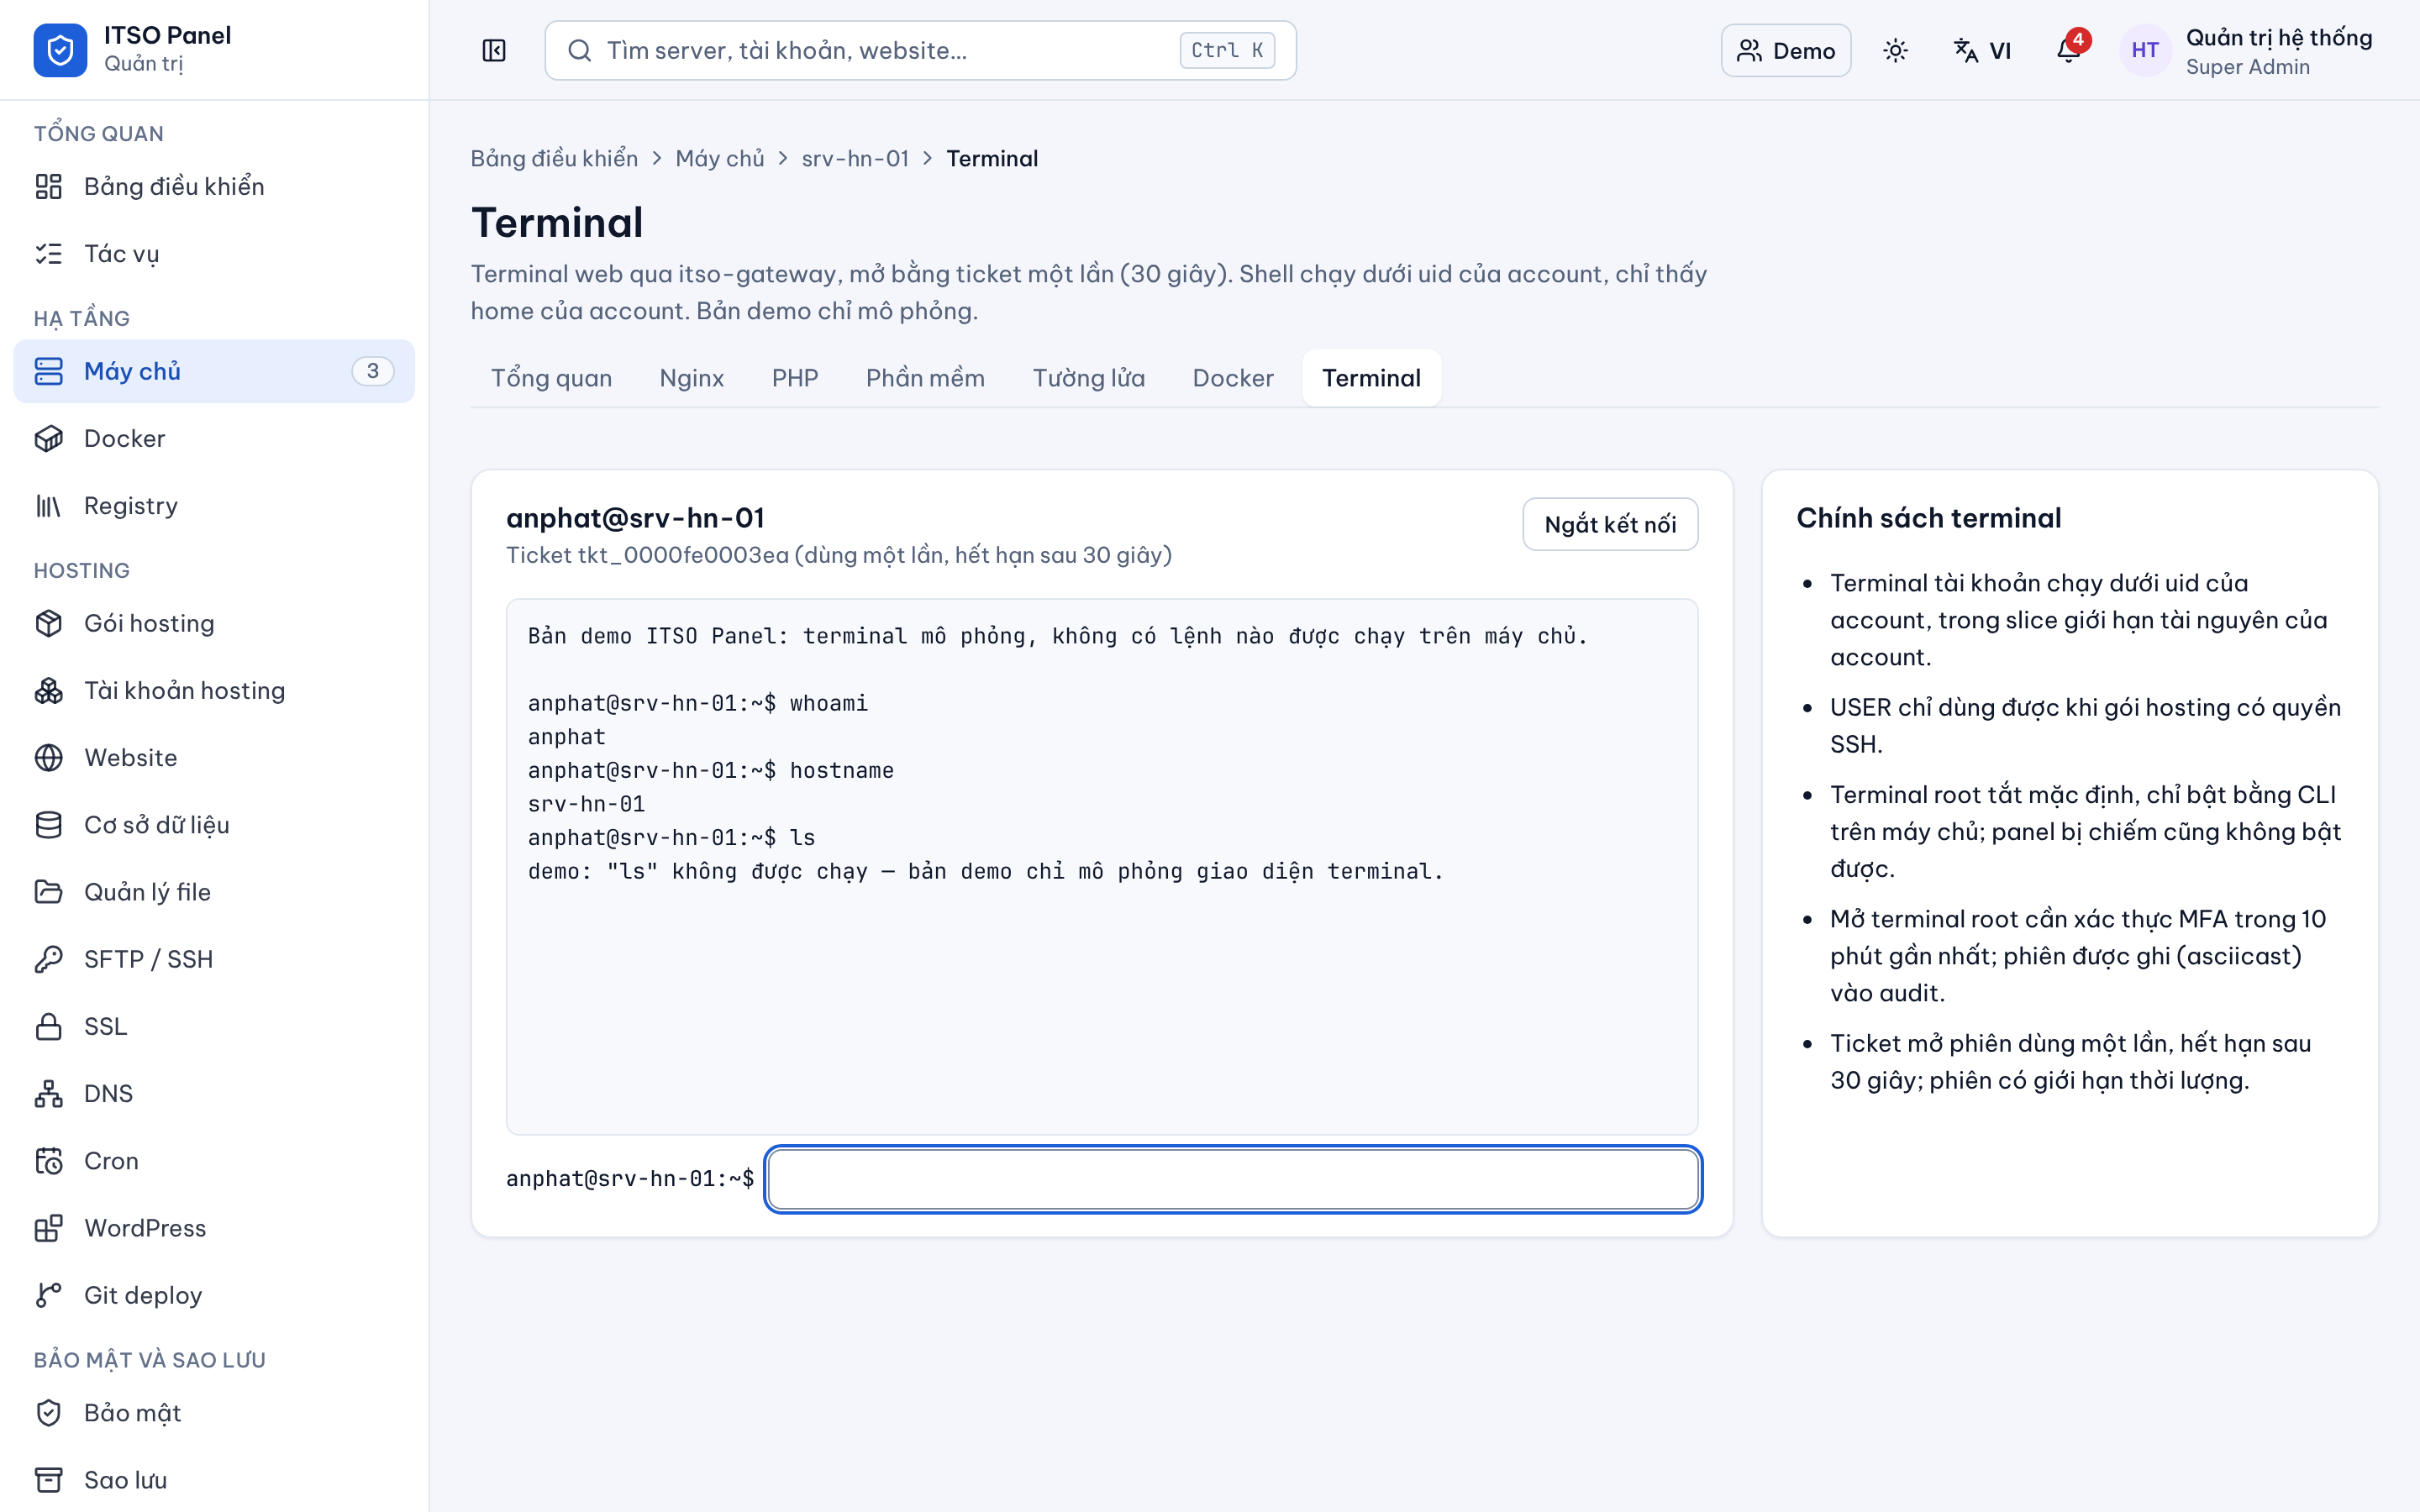 ITSO Panel
Quản trị
Tìm server, tài khoản, website...
Ctrl K
Demo
VI
4
HT
Quản trị hệ thống
Super Admin
TỔNG QUAN
Bảng điều khiển
Tác vụ
HẠ TẦNG
Máy chủ
3
Docker
Registry
HOSTING
Gói hosting
Tài khoản hosting
Website
Cơ sở dữ liệu
Quản lý file
SFTP / SSH
SSL
DNS
Cron
WordPress
Git deploy
BẢO MẬT VÀ SAO LƯU
Bảo mật
Sao lưu
Bảng điều khiển > Máy chủ > srv-hn-01 > Terminal
Terminal
Terminal web qua itso-gateway, mở bằng ticket một lần (30 giây). Shell chạy dưới uid của account, chỉ thấy
home của account. Bản demo chỉ mô phỏng.
Tổng quan
Nginx
PHP
Phần mềm
Tường lửa
Docker
Terminal
anphat@srv-hn-01
Ticket tkt_0000fe0003ea (dùng một lần, hết hạn sau 30 giây)
Ngắt kết nối
Bản demo ITSO Panel: terminal mô phỏng, không có lệnh nào được chạy trên máy chủ.
anphat@srv-hn-01:~$ whoami
anphat
anphat@srv-hn-01:~$ hostname
srv-hn-01
anphat@srv-hn-01:~$ ls
demo: "ls" không được chạy — bản demo chỉ mô phỏng giao diện terminal.
anphat@srv-hn-01:~$
Chính sách terminal
• Terminal tài khoản chạy dưới uid của
account, trong slice giới hạn tài nguyên của
account.
• USER chỉ dùng được khi gói hosting có quyền
SSH.
• Terminal root tắt mặc định, chỉ bật bằng CLI
trên máy chủ; panel bị chiếm cũng không bật
được.
• Mở terminal root cần xác thực MFA trong 10
phút gần nhất; phiên được ghi (asciicast)
vào audit.
• Ticket mở phiên dùng một lần, hết hạn sau
30 giây; phiên có giới hạn thời lượng.